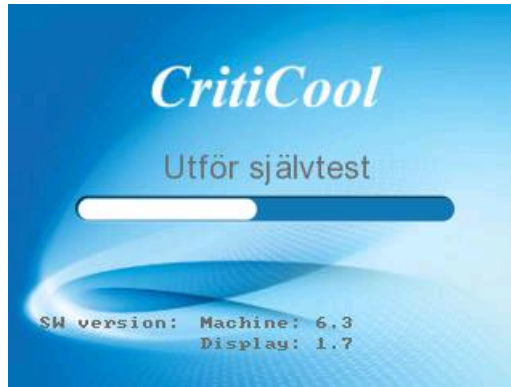 CritiCool
Utför självtest
SW version: Machine: 6.3
Display: 1.7